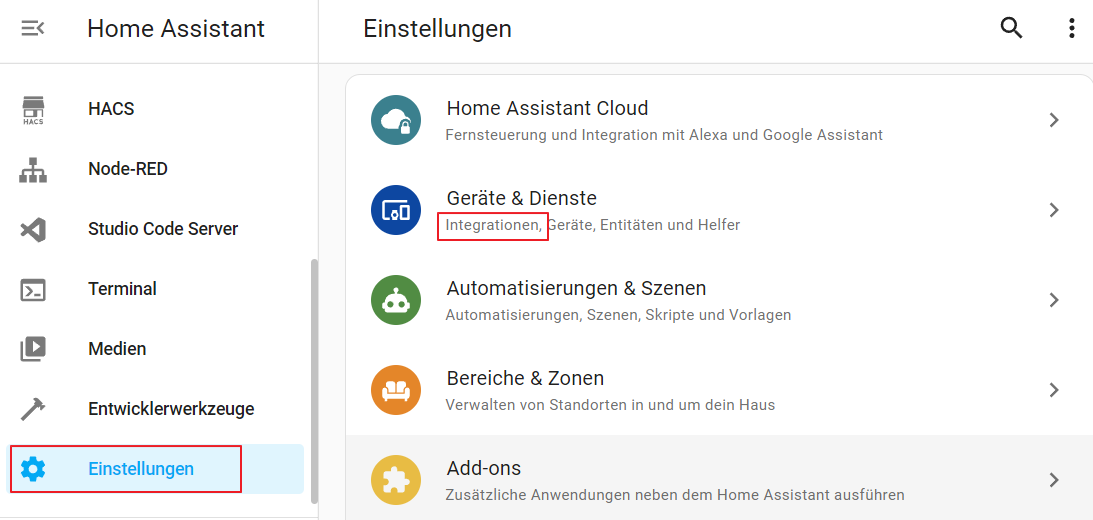 Home Assistant
HACS
HACS
Node-RED
Studio Code Server
Terminal
Medien
Entwicklerwerkzeuge
Einstellungen
Einstellungen
Home Assistant Cloud
Fernsteuerung und Integration mit Alexa und Google Assistant
Geräte & Dienste
Integrationen, Geräte, Entitäten und Helfer
Automatisierungen & Szenen
Automatisierungen, Szenen, Skripte und Vorlagen
Bereiche & Zonen
Verwalten von Standorten in und um dein Haus
Add-ons
Zusätzliche Anwendungen neben dem Home Assistant ausführen